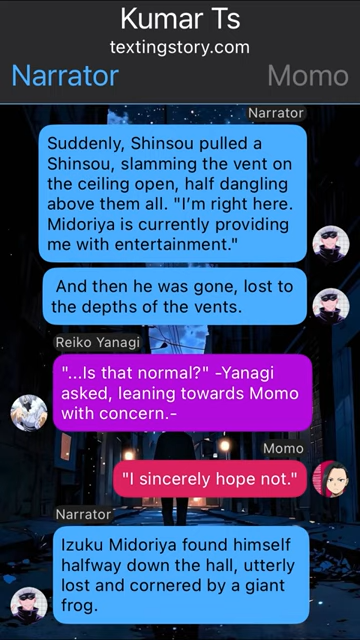 Kumar Ts
textingstory.com
Narrator
Momo
Narrator
Suddenly, Shinsou pulled a
Shinsou, slamming the vent on
the ceiling open, half dangling
above them all. "I’m right here.
Midoriya is currently providing
me with entertainment."
And then he was gone, lost to
the depths of the vents.
Reiko Yanagi
"...Is that normal?" -Yanagi
asked, leaning towards Momo
with concern.-
Momo
"I sincerely hope not."
Narrator
Izuku Midoriya found himself
halfway down the hall, utterly
lost and cornered by a giant
frog.